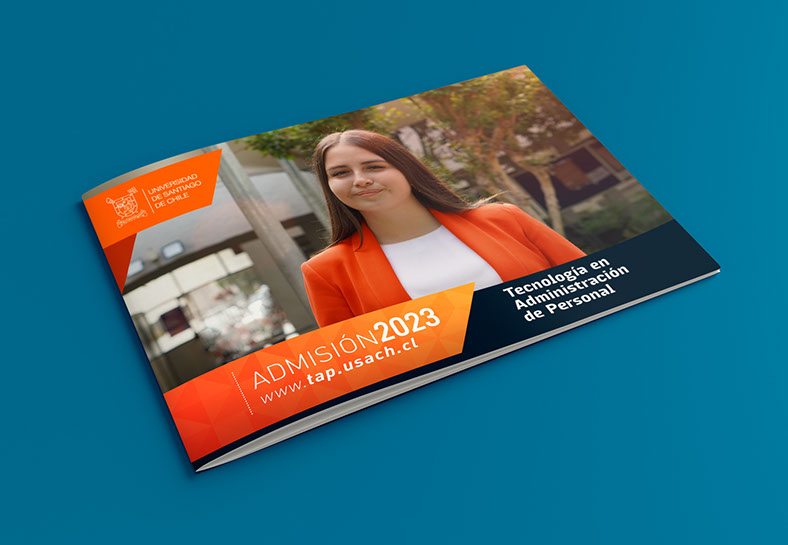 UNIVERSIDAD
DE SANTIAGO
DE CHILE
ADMISIÓN2023
www.tap.usach.cl
Tecnología en
Administración
de Personal